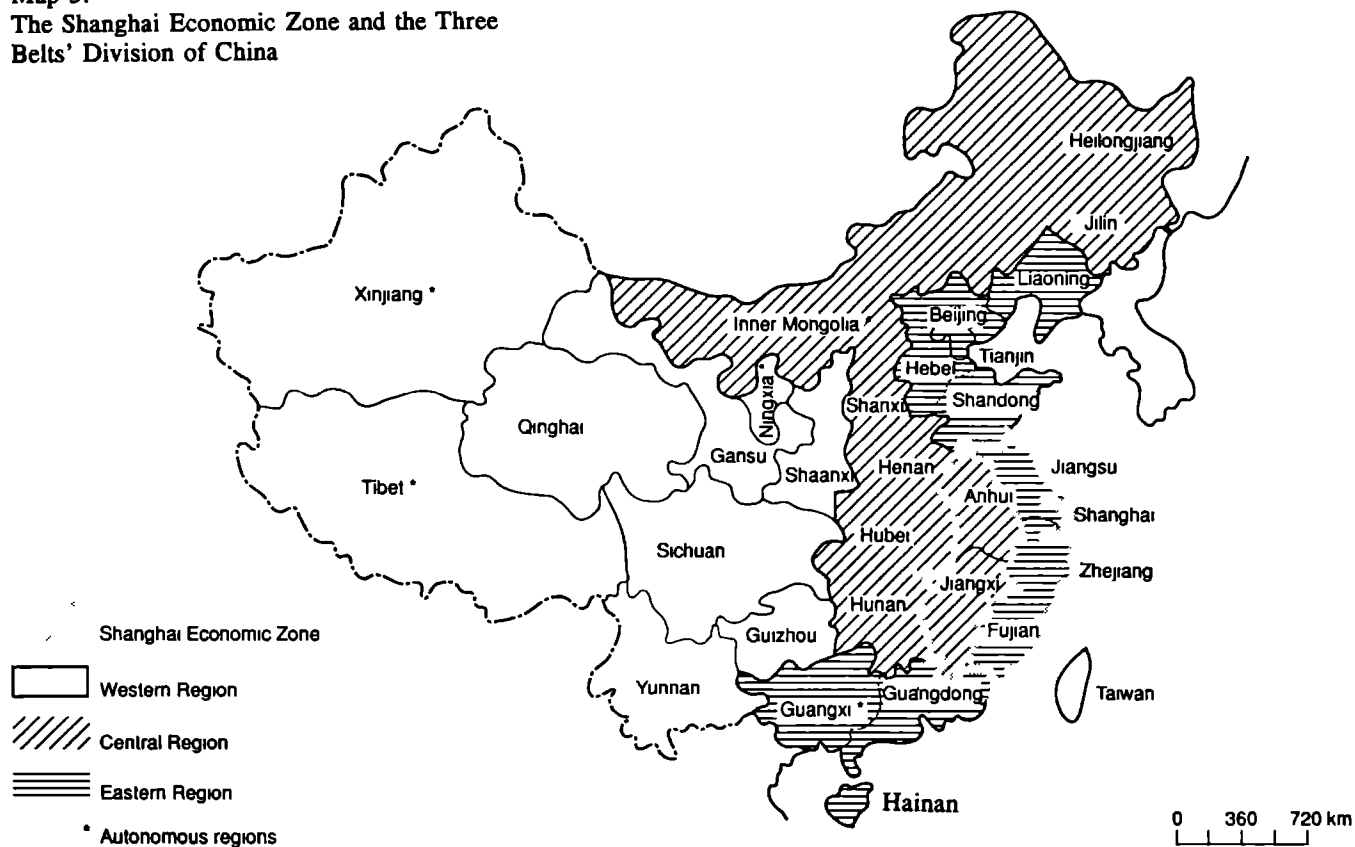 The Shanghai Economic Zone and the Three
Belts' Division of China
Heilongjiang
Jilin
Liaoning
Xinjiang *
Inner Mongolia *
Beijing
Tianjin
Hebei
Ningxia *
Shanxi
Shandong
Qinghai
Gansu
Shaanxi
Henan
Jiangsu
Tibet *
Anhui
Shanghai
Sichuan
Hubei
Zhejiang
Jiangxi
Hunan
Fujian
Guizhou
Yunnan
Guangxi *
Guangdong
Taiwan
Hainan
Shanghai Economic Zone
Western Region
Central Region
Eastern Region
* Autonomous regions
0 360 720 km